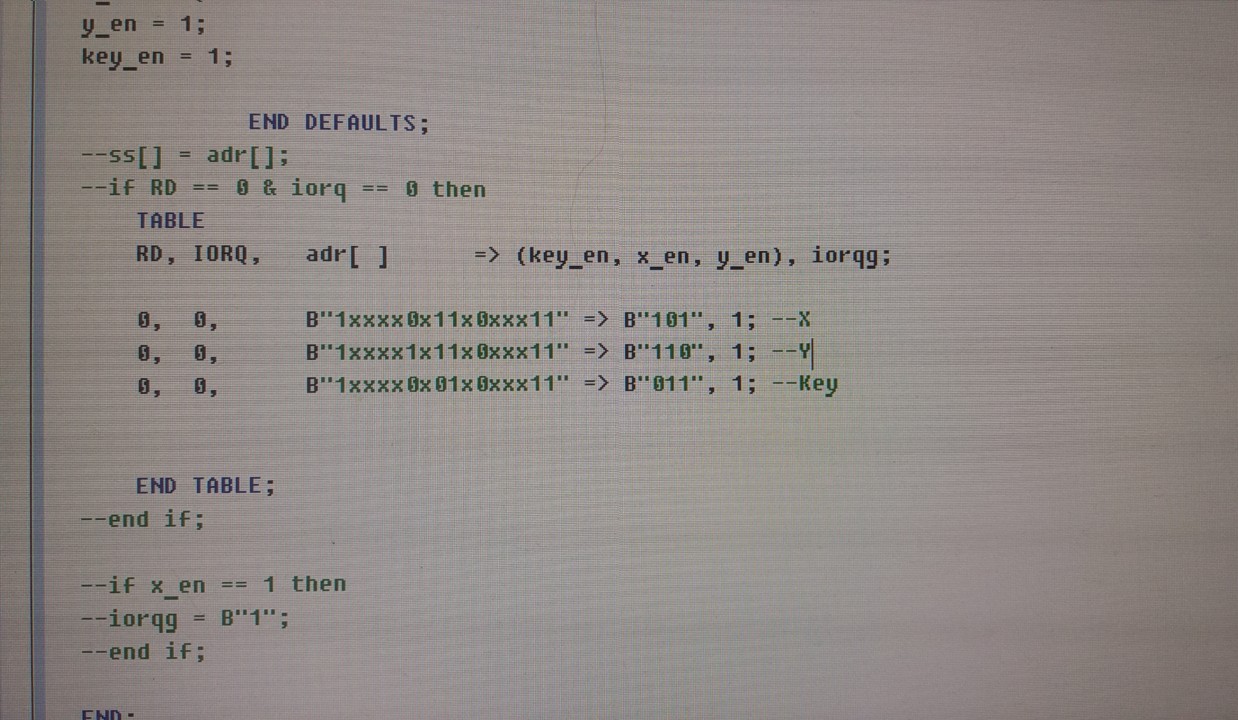 y_en = 1;
key_en = 1;
END DEFAULTS;
--ss[] = adr[];
--if RD == 0 & iorq == 0 then
TABLE
RD, IORQ, adr[ ] => (key_en, x_en, y_en), iorqg;
0, 0, B"1xxxx0x11x0xxx11" => B"101", 1; --X
0, 0, B"1xxxx1x11x0xxx11" => B"110", 1; --Y
0, 0, B"1xxxx0x01x0xxx11" => B"011", 1; --Key
END TABLE;
--end if;
--if x_en == 1 then
--iorqg = B"1";
--end if;
END;